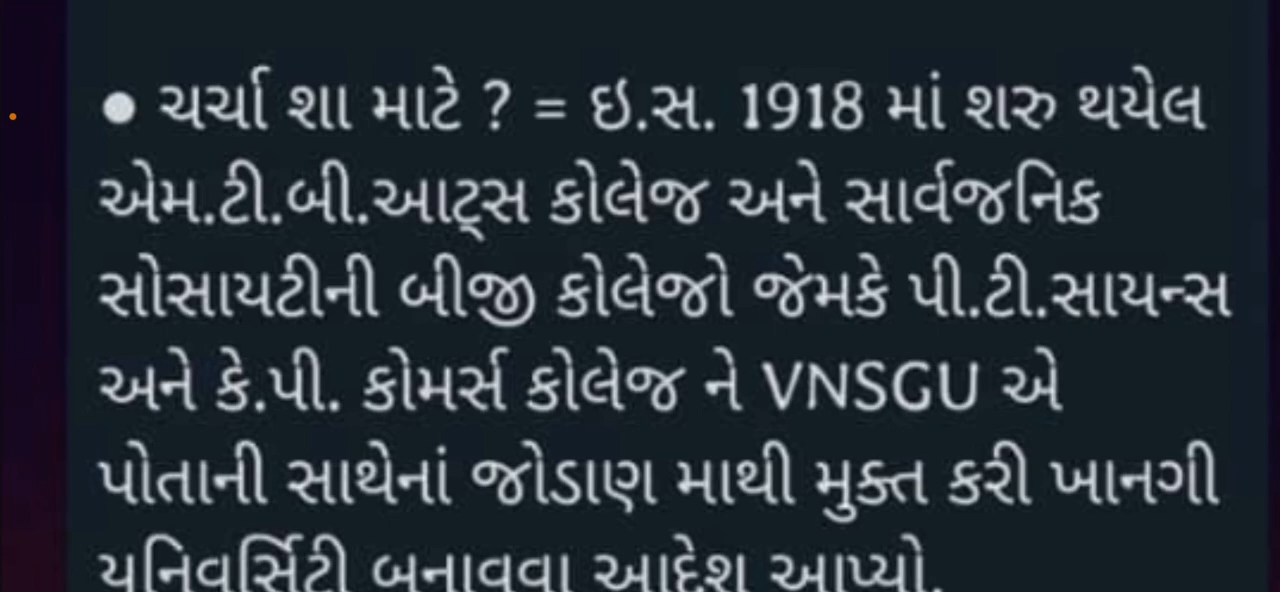 ● ચર્ચા શા માટે ? = ઇ.સ. 1918 માં શરુ થયેલ
એમ.ટી.બી.આટ્સ કોલેજ અને સાર્વજનિક
સોસાયટીની બીજી કોલેજો જેમકે પી.ટી.સાયન્સ
અને કે.પી. કોમર્સ કોલેજ ને VNSGU એ
પોતાની સાથેનાં જોડાણ માથી મુક્ત કરી ખાનગી
યુનિવર્સિટી બનાવવા આદેશ આપ્યો.